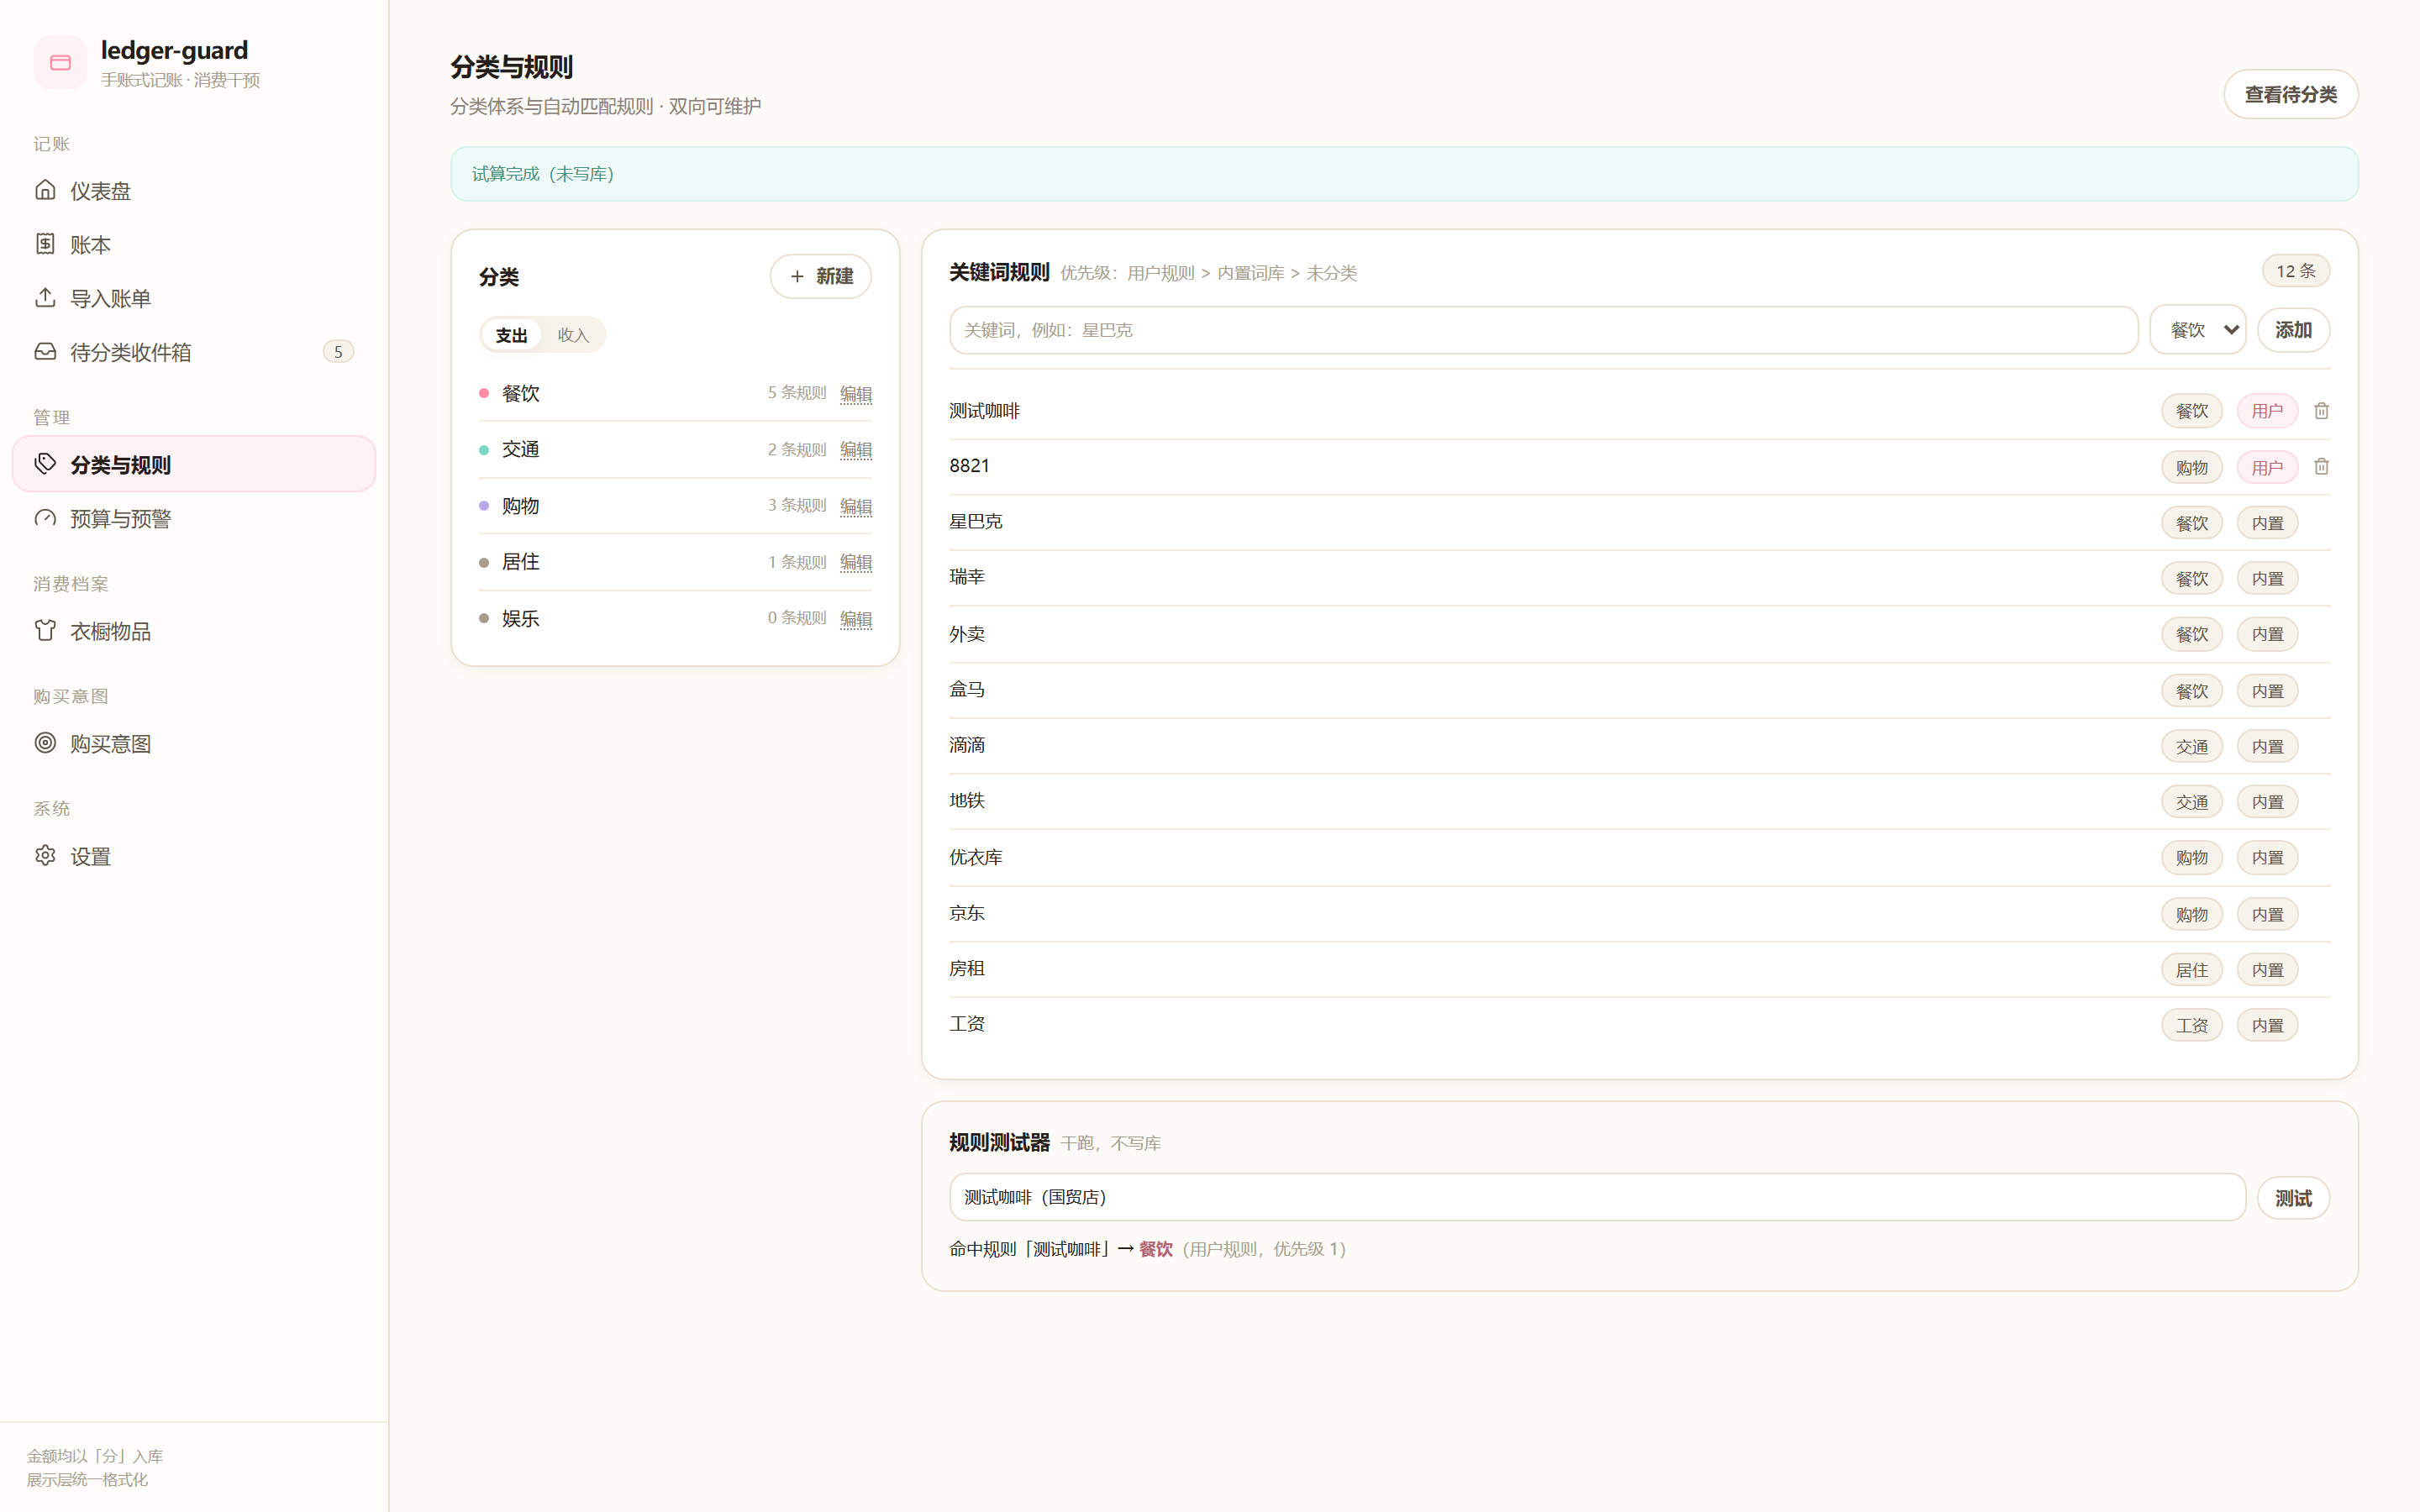 ledger-guard
手账式记账 · 消费干预
记账
仪表盘
账本
导入账单
待分类收件箱 5
管理
分类与规则
预算与预警
消费档案
衣橱物品
购买意图
购买意图
系统
设置
金额均以「分」入库
展示层统一格式化
分类与规则
分类体系与自动匹配规则 · 双向可维护
查看待分类
试算完成（未写库）
分类
+ 新建
支出 收入
餐饮 5 条规则 编辑
交通 2 条规则 编辑
购物 3 条规则 编辑
居住 1 条规则 编辑
娱乐 0 条规则 编辑
关键词规则 优先级：用户规则 > 内置词库 > 未分类 12 条
关键词，例如：星巴克 餐饮 添加
测试咖啡 餐饮 用户
8821 购物 用户
星巴克 餐饮 内置
瑞幸 餐饮 内置
外卖 餐饮 内置
盒马 餐饮 内置
滴滴 交通 内置
地铁 交通 内置
优衣库 购物 内置
京东 购物 内置
房租 居住 内置
工资 工资 内置
规则测试器 干跑，不写库
测试咖啡（国贸店） 测试
命中规则「测试咖啡」→ 餐饮（用户规则，优先级 1）